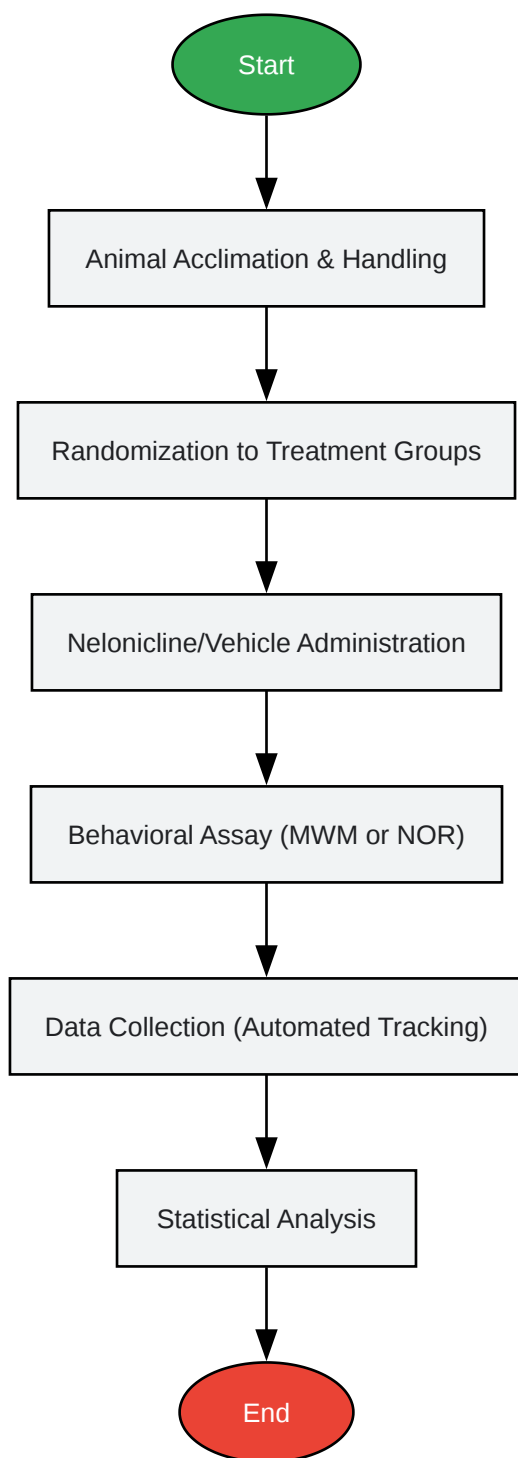 Start
Animal Acclimation & Handling
Randomization to Treatment Groups
Nelonicline/Vehicle Administration
Behavioral Assay (MWM or NOR)
Data Collection (Automated Tracking)
Statistical Analysis
End